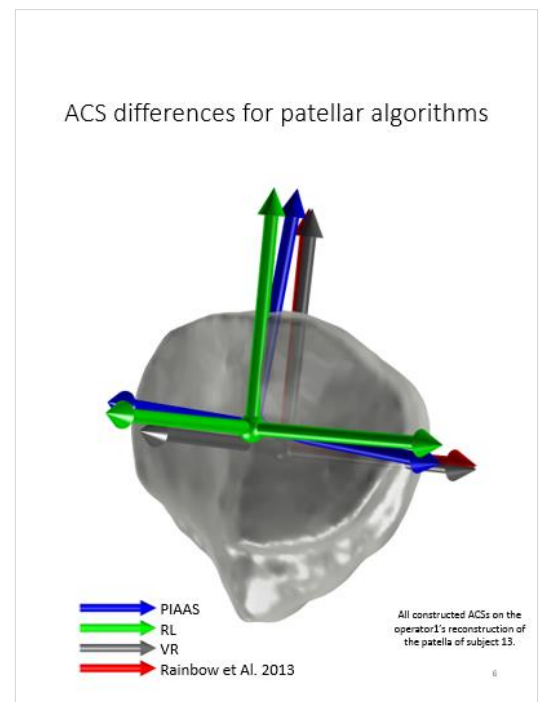 ACS differences for patellar algorithms
PIAAS
RL
VR
Rainbow et Al. 2013
All constructed ACSs on the
operator1's reconstruction of
the patella of subject 13.
6